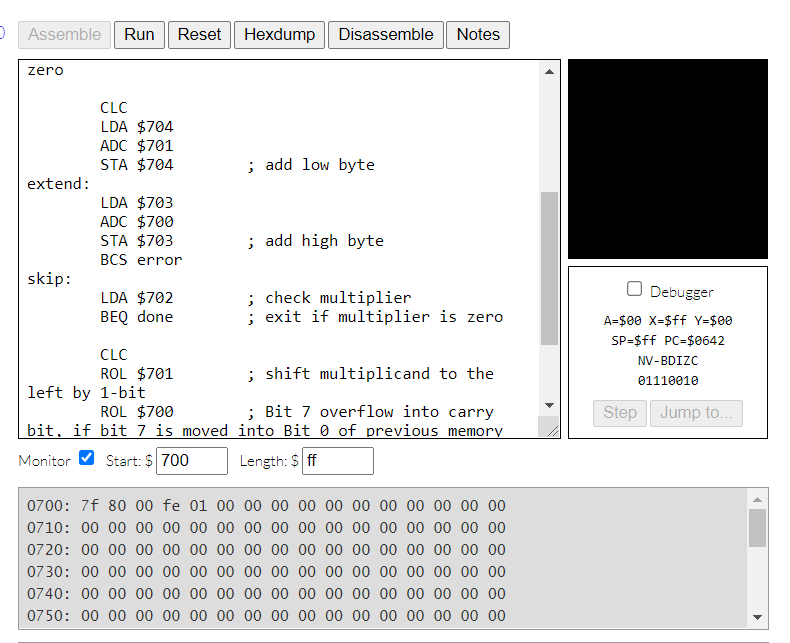 Assemble Run Reset Hexdump Disassemble Notes
zero
CLC
LDA $704
ADC $701
STA $704 ; add low byte
extend:
LDA $703
ADC $700
STA $703 ; add high byte
BCS error
skip:
LDA $702 ; check multiplier
BEQ done ; exit if multiplier is zero
CLC
ROL $701 ; shift multiplicand to the
left by 1-bit
ROL $700 ; Bit 7 overflow into carry
bit, if bit 7 is moved into Bit 0 of previous memory
Debugger
A=$00 X=$ff Y=$00
SP=$ff PC=$0642
NV-BDIZC
01110010
Step Jump to...
Monitor Start: $ 700 Length: $ ff
0700: 7f 80 00 fe 01 00 00 00 00 00 00 00 00 00 00 00
0710: 00 00 00 00 00 00 00 00 00 00 00 00 00 00 00 00
0720: 00 00 00 00 00 00 00 00 00 00 00 00 00 00 00 00
0730: 00 00 00 00 00 00 00 00 00 00 00 00 00 00 00 00
0740: 00 00 00 00 00 00 00 00 00 00 00 00 00 00 00 00
0750: 00 00 00 00 00 00 00 00 00 00 00 00 00 00 00 00